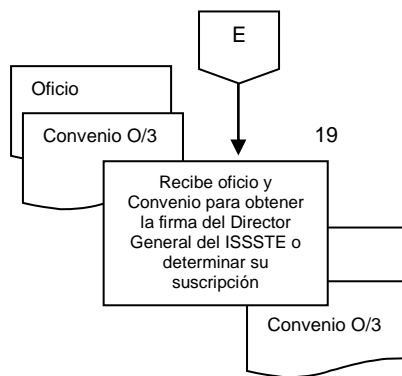 E
Oficio
Convenio O/3
19
Recibe oficio y
Convenio para obtener
la firma del Director
General del ISSSTE o
determinar su
suscripción
Convenio O/3